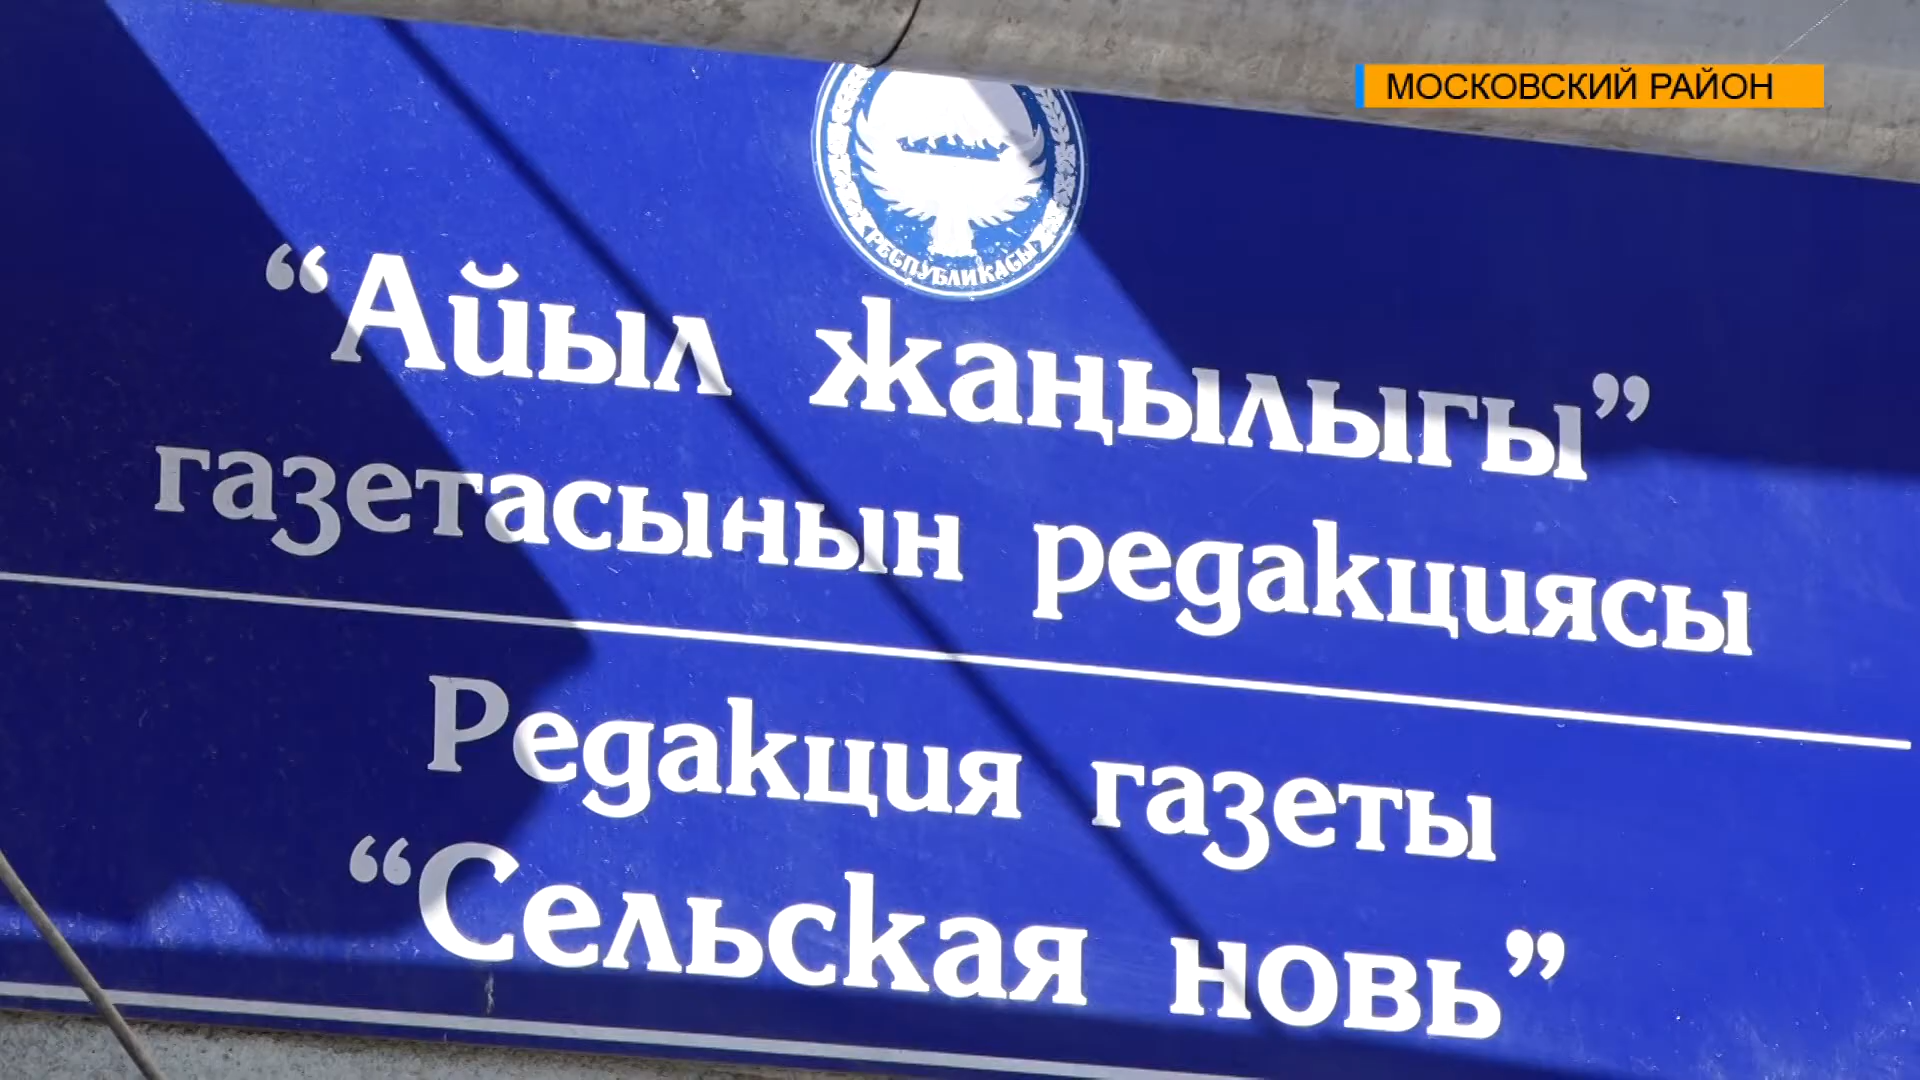 МОСКОВСКИЙ РАЙОН
РЕСПУБЛИКАСЫ
“Айыл жаңылыгы”
газетасынын редакциясы
Редакция газеты
“Сельская новь”